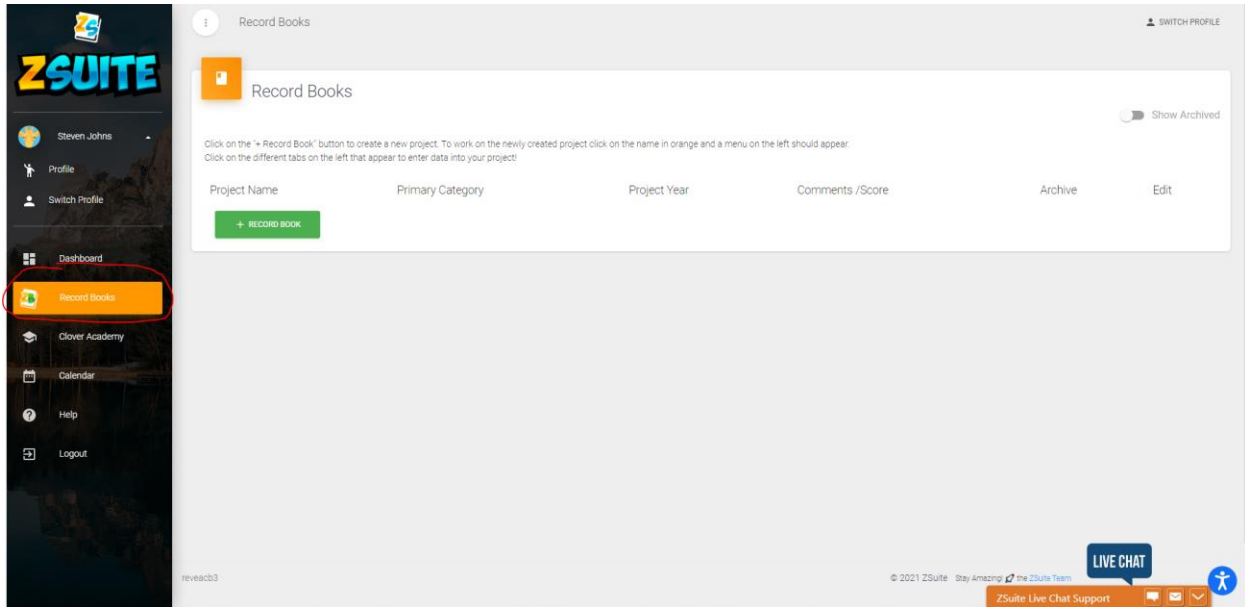 ZS
ZSUITE
Steven Johns
Profile
Switch Profile
Dashboard
Record Books
Clover Academy
Calendar
Help
Logout
Record Books
SWITCH PROFILE
Record Books
Show Archived
Click on the "+ Record Book" button to create a new project. To work on the newly created project click on the name in orange and a menu on the left should appear.
Click on the different tabs on the left that appear to enter data into your project!
Project Name Primary Category Project Year Comments /Score Archive Edit
+ RECORD BOOK
reveacb3
© 2021 ZSuite Stay Amazing! the ZSuite Team
LIVE CHAT
ZSuite Live Chat Support